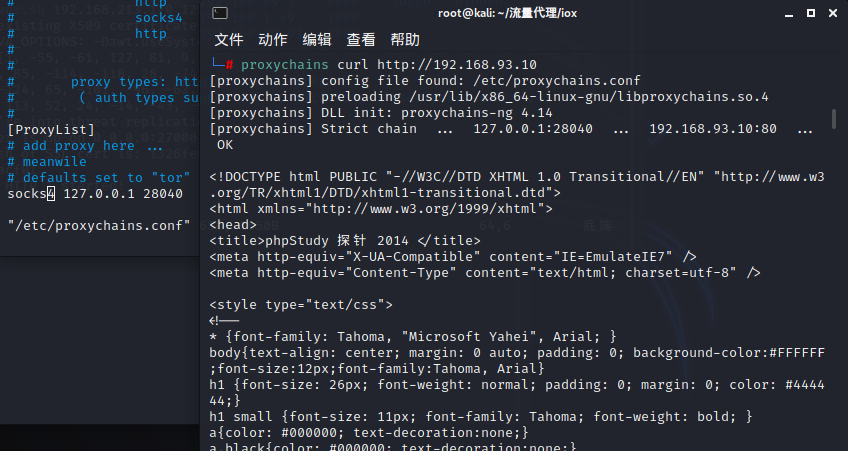 #               http
#               socks4
#               http
#
#
#       proxy types: htt
#        ( auth types su
#
[ProxyList]
# add proxy here ...
# meanwile
# defaults set to "tor"
socks4 127.0.0.1 28040
"/etc/proxychains.conf"
root@kali: ~/流量代理/iox
文件 动作 编辑 查看 帮助
└─# proxychains curl http://192.168.93.10
[proxychains] config file found: /etc/proxychains.conf
[proxychains] preloading /usr/lib/x86_64-linux-gnu/libproxychains.so.4
[proxychains] DLL init: proxychains-ng 4.14
[proxychains] Strict chain  ...  127.0.0.1:28040  ...  192.168.93.10:80  ...
 OK
<!DOCTYPE html PUBLIC "-//W3C//DTD XHTML 1.0 Transitional//EN" "http://www.w3
.org/TR/xhtml1/DTD/xhtml1-transitional.dtd">
<html xmlns="http://www.w3.org/1999/xhtml">
<head>
<title>phpStudy 探针 2014 </title>
<meta http-equiv="X-UA-Compatible" content="IE=EmulateIE7" />
<meta http-equiv="Content-Type" content="text/html; charset=utf-8" />
<style type="text/css">
<!--
* {font-family: Tahoma, "Microsoft Yahei", Arial; }
body{text-align: center; margin: 0 auto; padding: 0; background-color:#FFFFFF
;font-size:12px;font-family:Tahoma, Arial}
h1 {font-size: 26px; font-weight: normal; padding: 0; margin: 0; color: #4444
44;}
h1 small {font-size: 11px; font-family: Tahoma; font-weight: bold; }
a{color: #000000; text-decoration:none;}
a.black{color: #000000; text-decoration:none;}